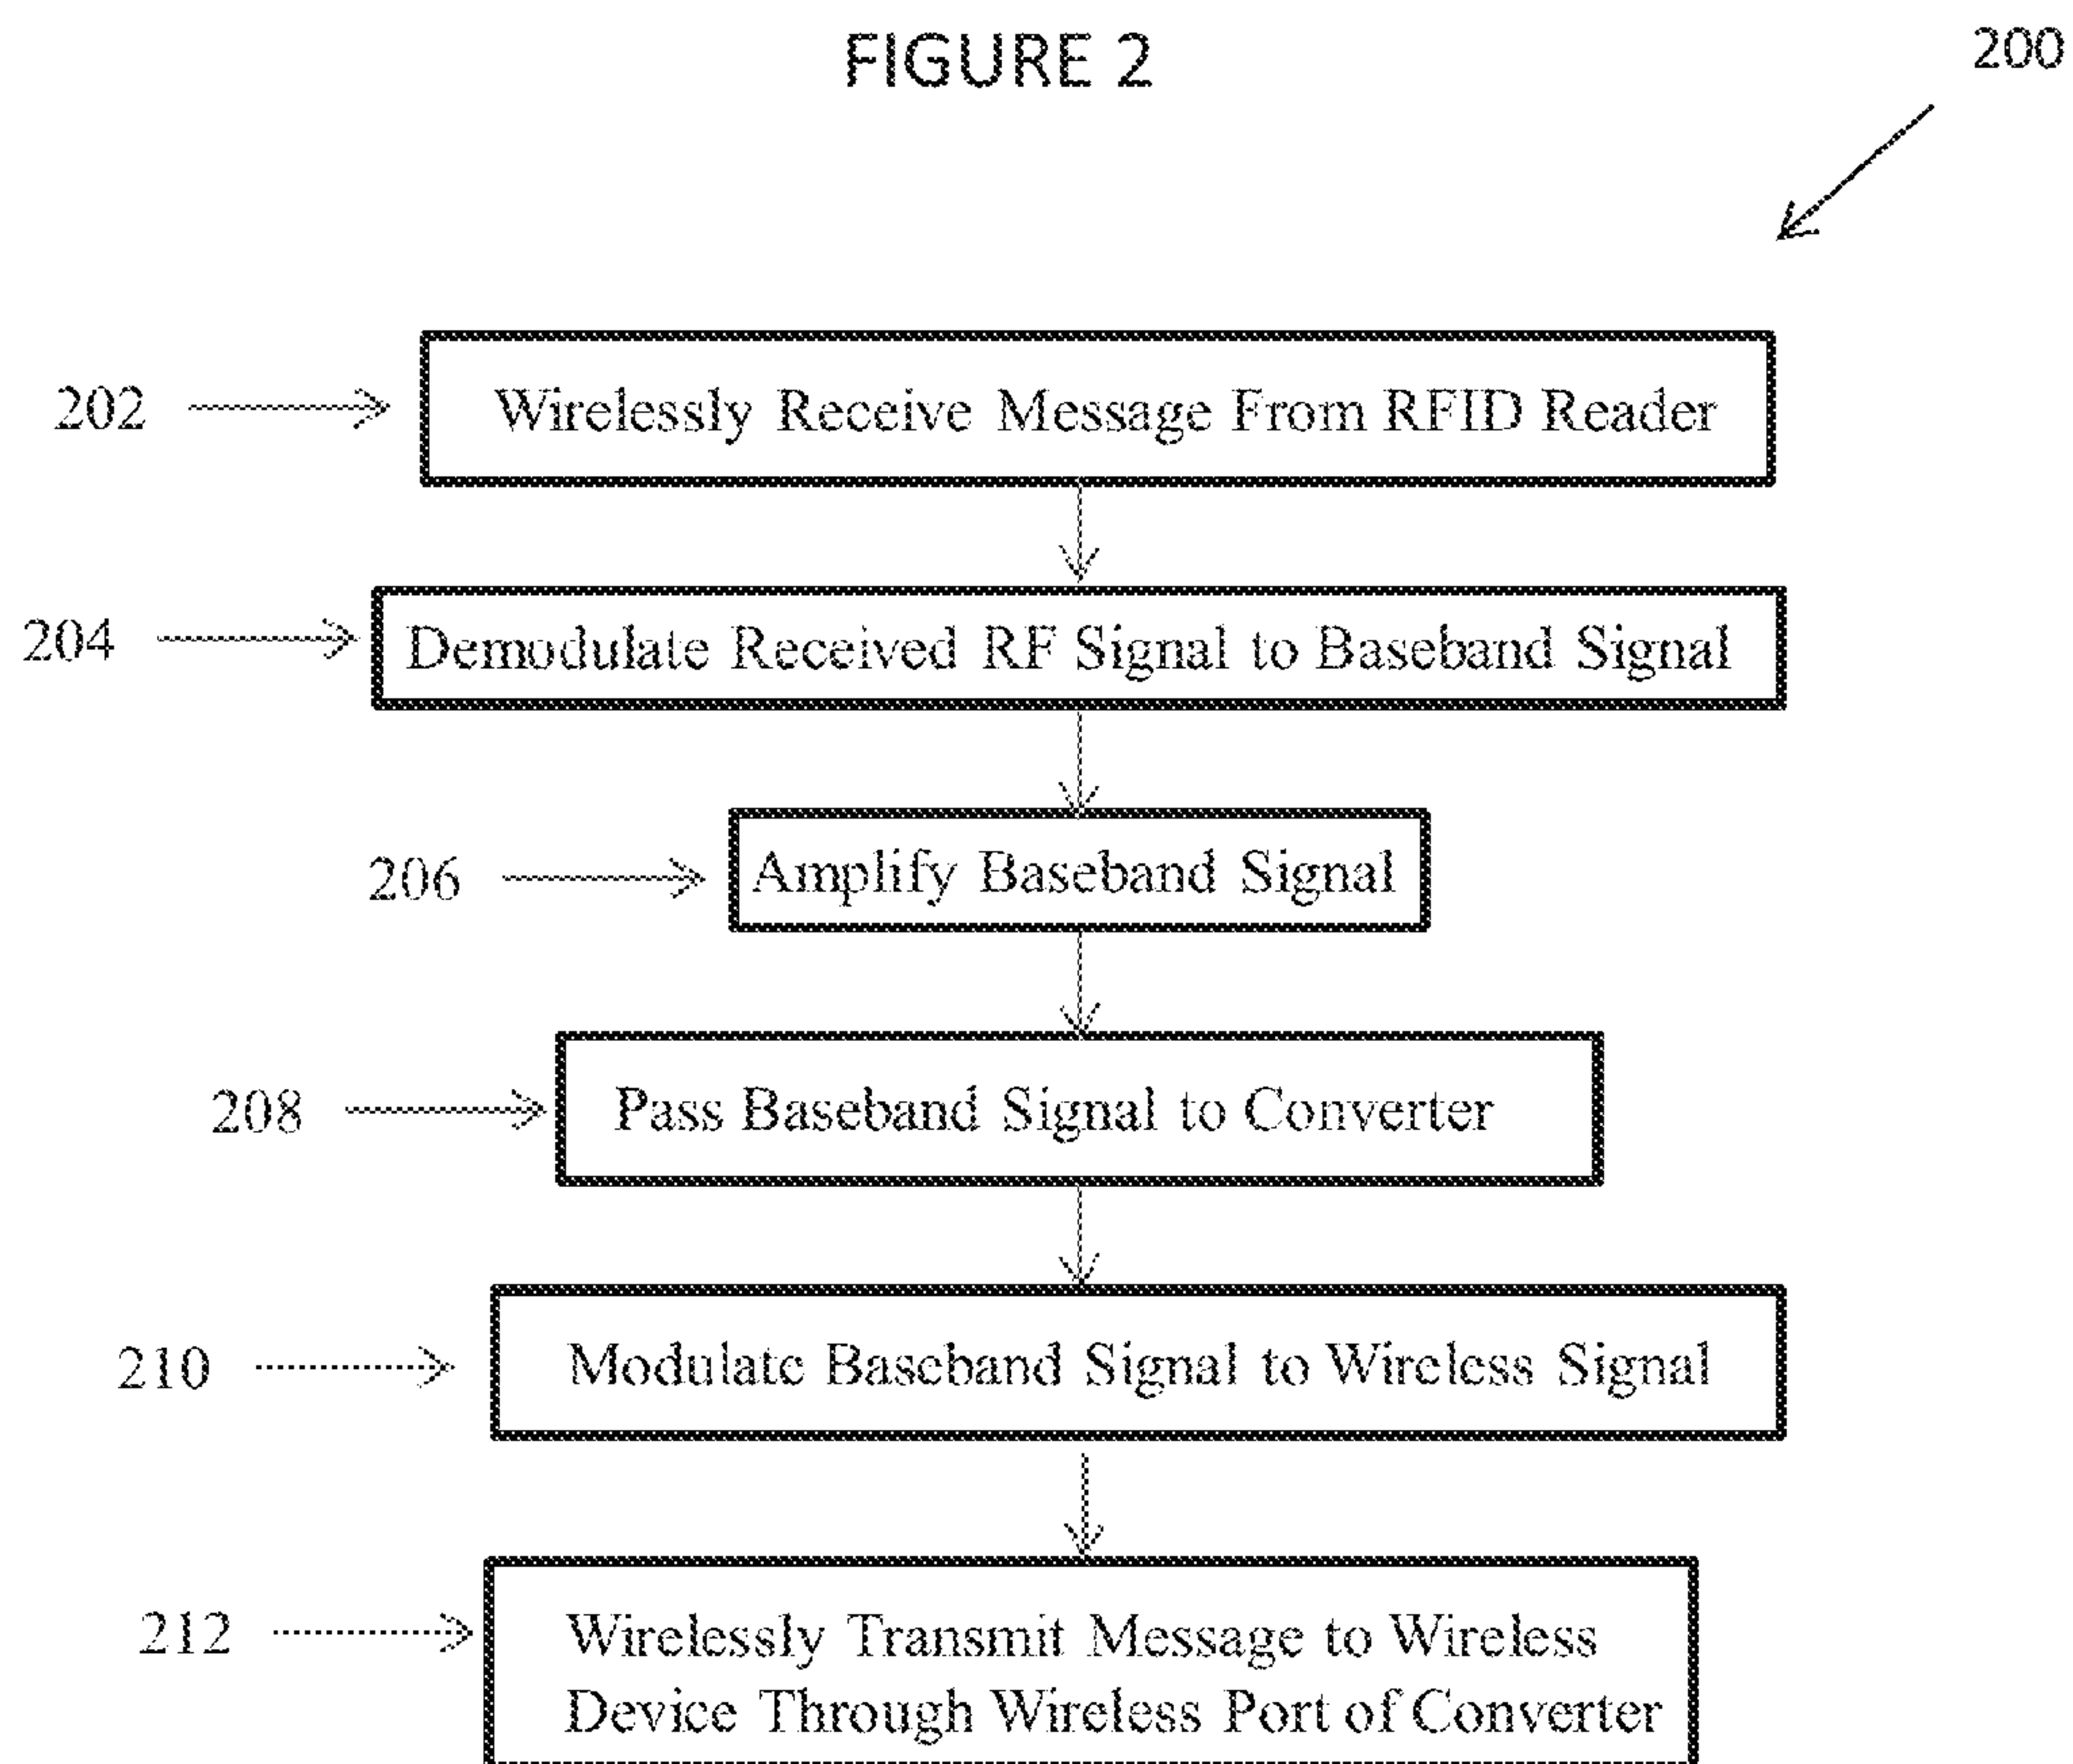 FIGURE 2
200
202
Wirelessly Receive Message From RFID Reader
204
Demodulate Received RF Signal to Baseband Signal
206
Amplify Baseband Signal
208
Pass Baseband Signal to Converter
210
Modulate Baseband Signal to Wireless Signal
212
Wirelessly Transmit Message to Wireless
Device Through Wireless Port of Converter